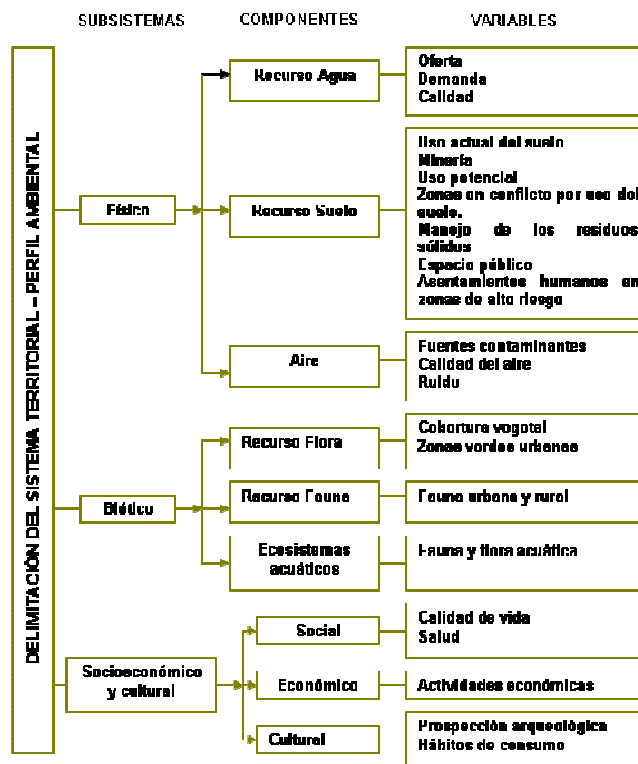 SUBSISTEMAS
COMPONENTES
VARIABLES
DELIMITACIÓN DEL SISTEMA TERRITORIAL – PERFIL AMBIENTAL
Físico
Recurso Agua
Oferta
Demanda
Calidad
Recurso Suelo
Uso actual del suelo
Minería
Uso potencial
Zonas en conflicto por uso del
suelo.
Manejo de los residuos
sólidos
Espacio público
Asentamientos humanos en
zonas de alto riesgo
Aire
Fuentes contaminantes
Calidad del aire
Ruido
Biótico
Recurso Flora
Cobertura vegetal
Zonas verdes urbanas
Recurso Fauna
Fauna urbana y rural
Ecosistemas
acuáticos
Fauna y flora acuática
Socioeconómico
y cultural
Social
Calidad de vida
Salud
Económico
Actividades económicas
Cultural
Prospección arqueológica
Hábitos de consumo